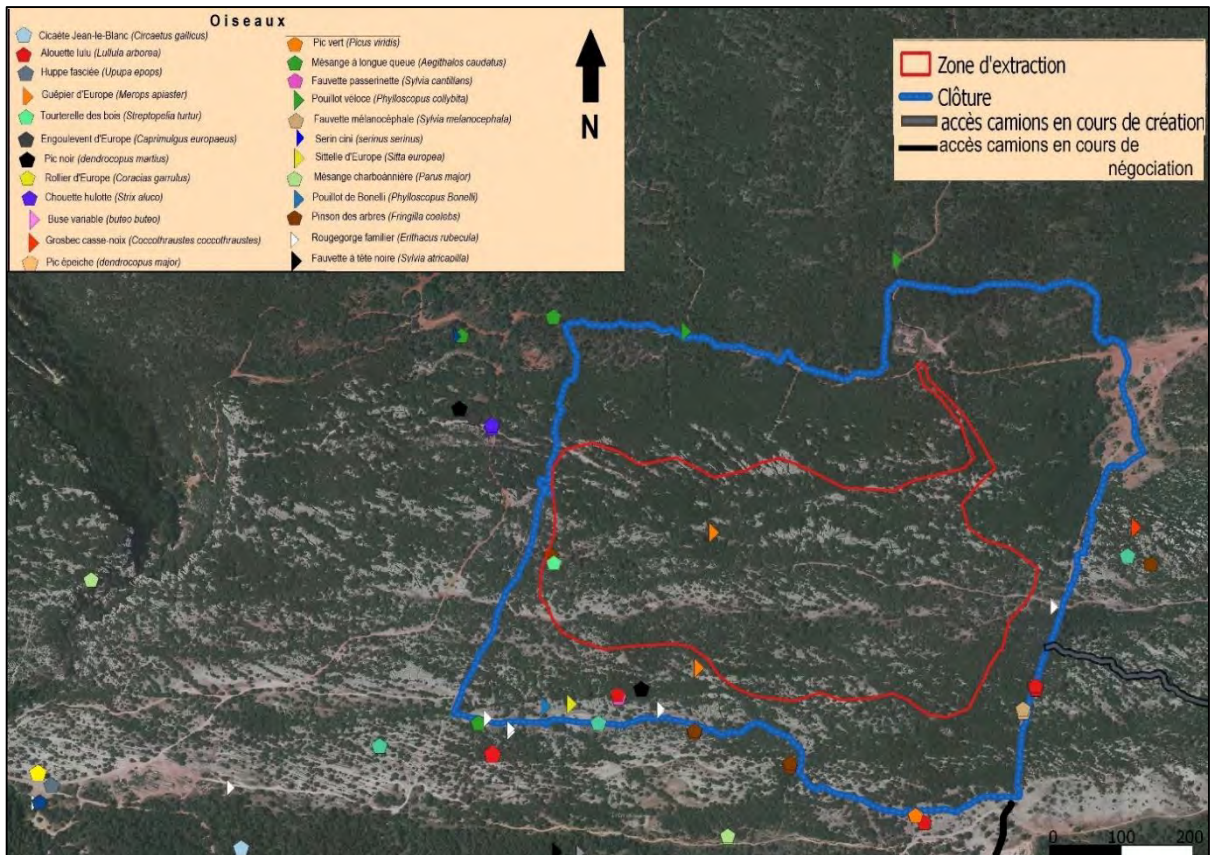 Oiseaux
Cicaète Jean-le-Blanc (Circaetus gallicus)
Alouette lulu (Lullula arborea)
Huppe fasciée (Upupa epops)
Guêpier d'Europe (Merops apiaster)
Tourterelle des bois (Streptopelia turtur)
Engoulevent d'Europe (Caprimulgus europaeus)
Pic noir (dendrocopus martius)
Rollier d'Europe (Coracias garrulus)
Chouette hulotte (Strix aluco)
Buse variable (buteo buteo)
Grosbec casse-noix (Coccothraustes coccothraustes)
Pic épeiche (dendrocopus major)
Pic vert (Picus viridis)
Mésange à longue queue (Aegithalos caudatus)
Fauvette passerinette (Sylvia cantillans)
Pouillot véloce (Phylloscopus collybita)
Fauvette mélanocèphale (Sylvia melanocephala)
Serin cini (serinus serinus)
Sittelle d'Europe (Sitta europea)
Mésange charboànnière (Parus major)
Pouillot de Bonelli (Phylloscopus Bonelli)
Pinson des arbres (Fringilla coelebs)
Rougegorge familier (Erithacus rubecula)
Fauvette à tête noire (Sylvia atricapilla)
N
Zone d'extraction
Clôture
accès camions en cours de création
accès camions en cours de
négociation
0 100 200